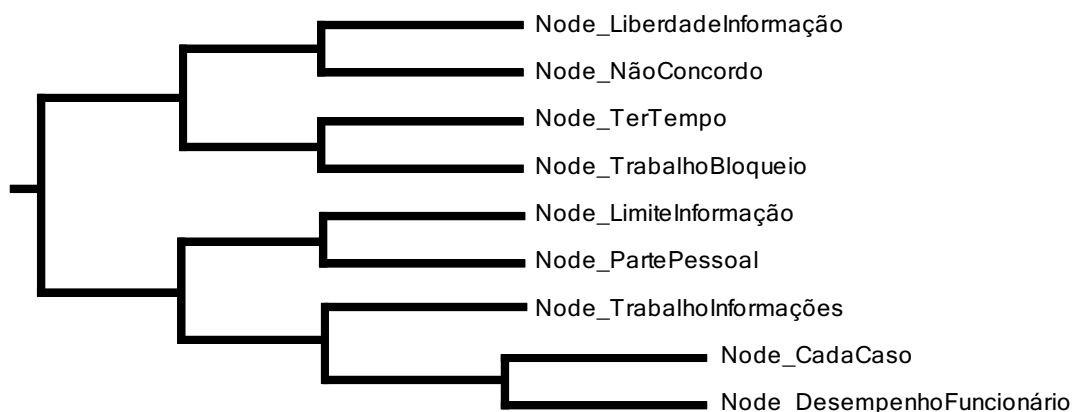 Node_LiberdadeInformação
Node_NãoConcordo
Node_TerTempo
Node_TrabalhoBloqueio
Node_LimiteInformação
Node_PartePessoal
Node_TrabalhoInformações
Node_CadaCaso
Node_DesempenhoFuncionário